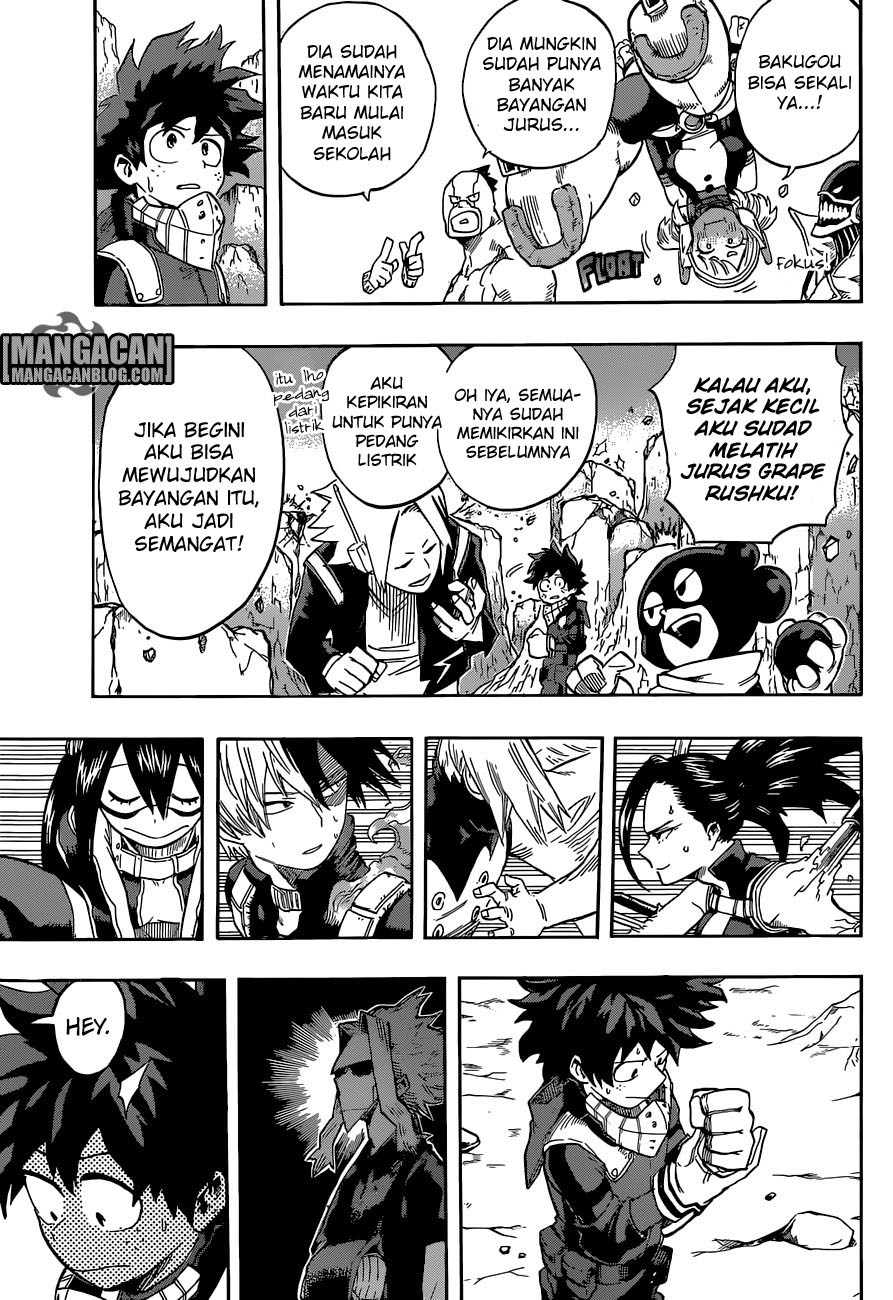 BAKUGOU
BISA SEKALI
YA...!
DIA MUNGKIN
SUDAH PUNYA
BANYAK
BAYANGAN
JURUS...
DIA SUDAH
MENAMAINYA
WAKTU KITA
BARU MULAI
MASUK
SEKOLAH
FLOAT
Fokus!
KALAU AKU,
SEJAK KECIL
AKU SUDAD
MELATIH
JURUS GRAPE
RUSHKU!
OH IYA, SEMUA-
NYA SUDAH
MEMIKIRKAN INI
SEBELUMNYA
AKU
KEPIKIRAN
UNTUK PUNYA
PEDANG
LISTRIK
itu lho
pedang
dari
listrik
JIKA BEGINI
AKU BISA
MEWUJUDKAN
BAYANGAN ITU,
AKU JADI
SEMANGAT!
[MANGACAN]
MANGACANBLOG.COM
HEY.